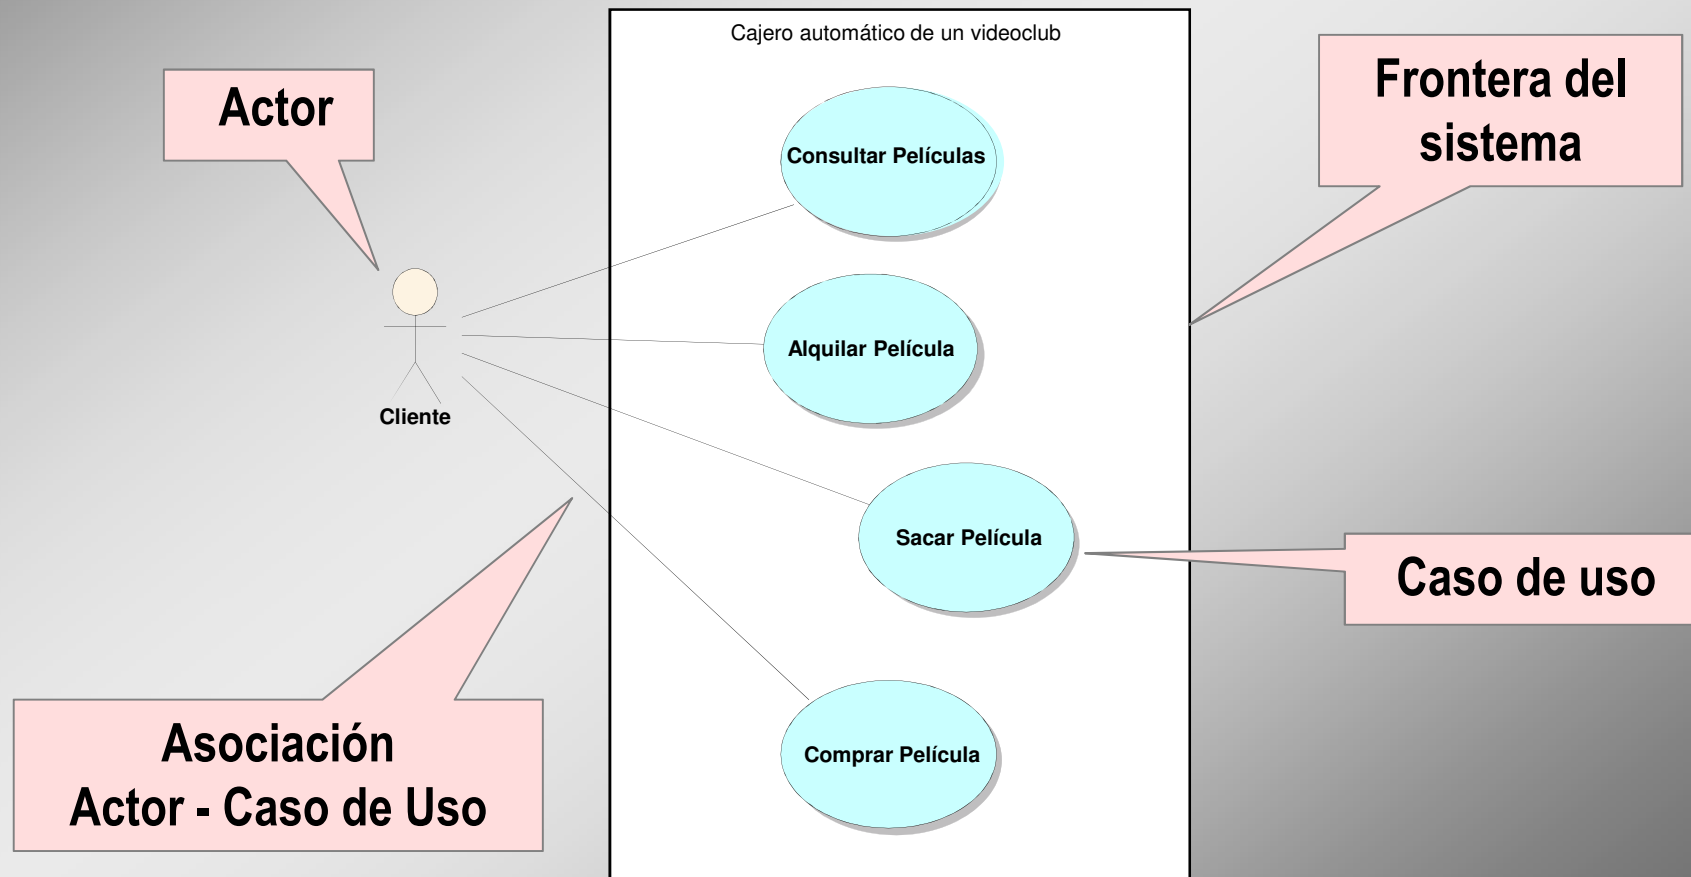 Cajero automático de un videoclub
Actor
Frontera del
sistema
Consultar Películas
Alquilar Película
Cliente
Sacar Película
Caso de uso
Asociación
Actor - Caso de Uso
Comprar Película